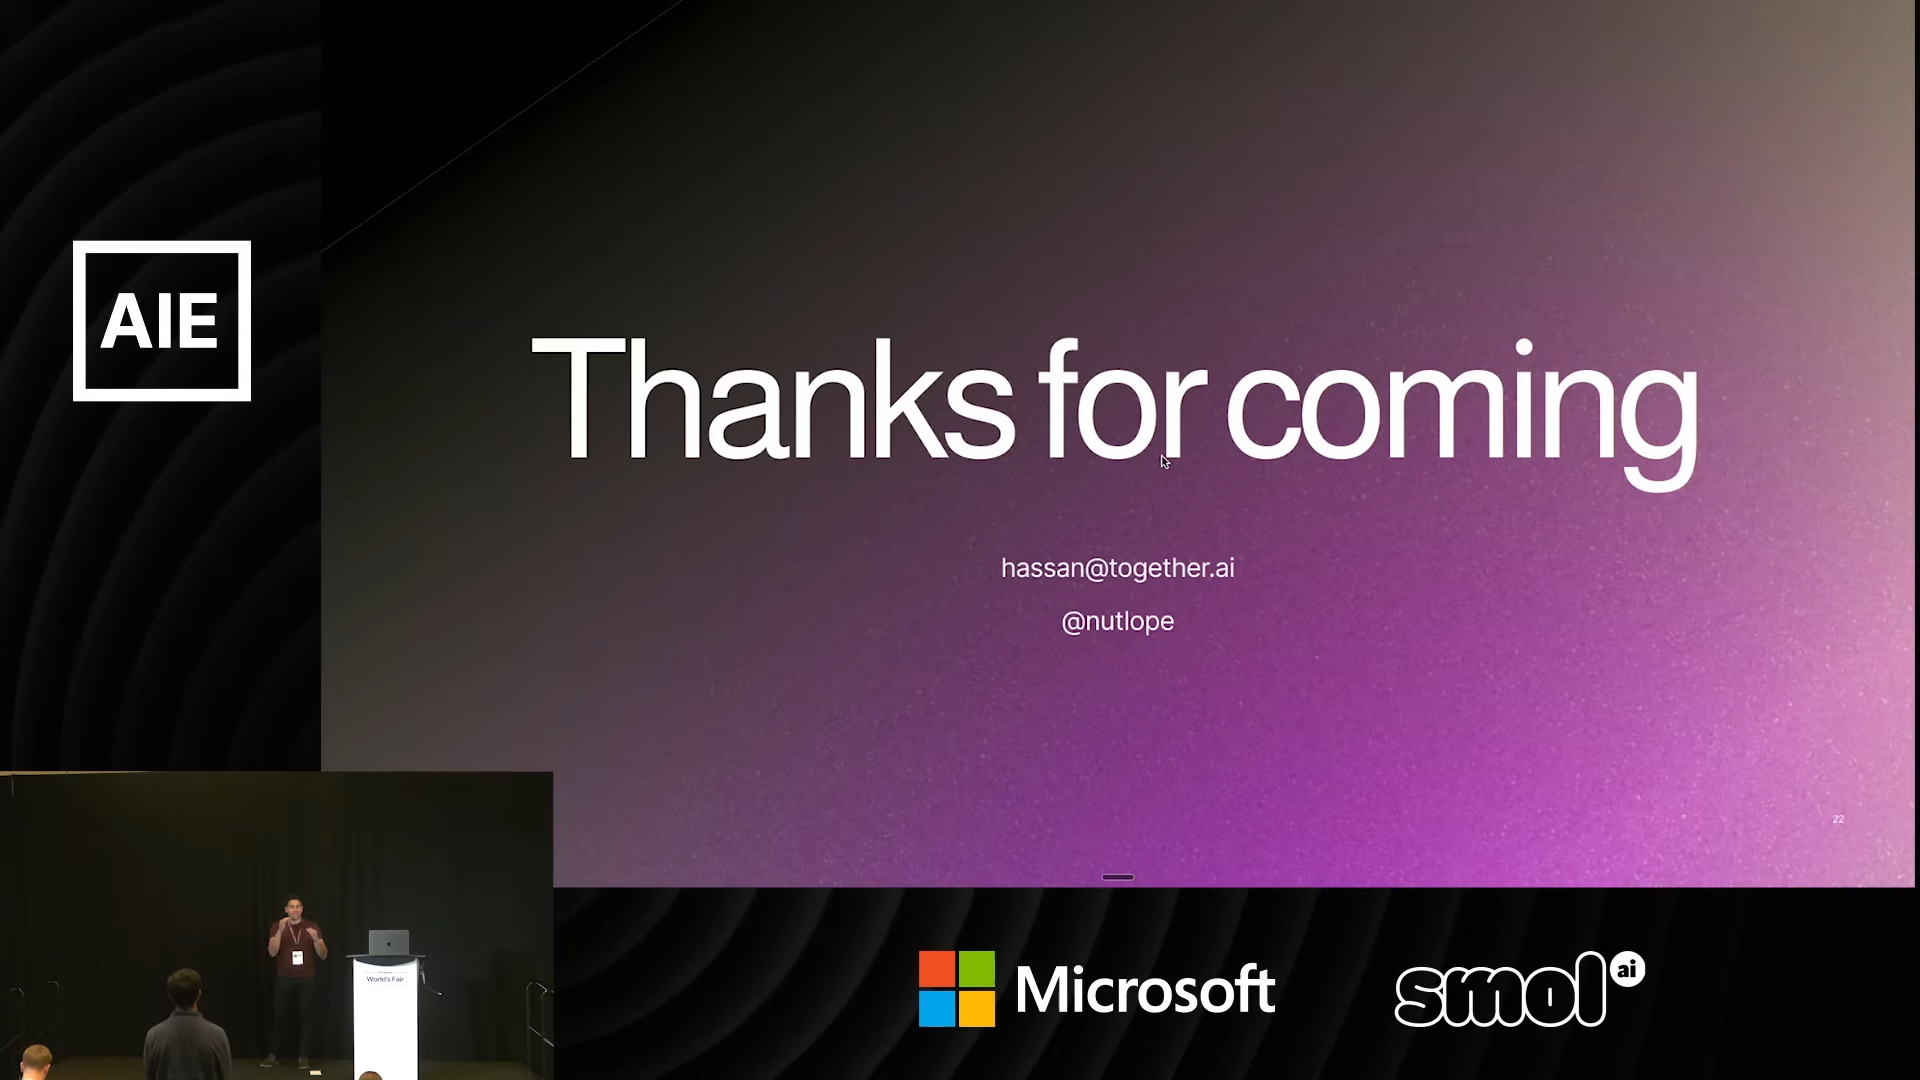 AIE
Thanks for coming
hassan@together.ai
@nutlope
22
World's Fair
Microsoft
smol ai